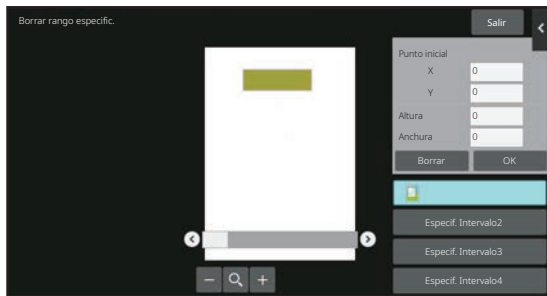 Borrar rango especific.
Salir
Punto inicial
X 0
Y 0
Altura 0
Anchura 0
Borrar OK
Especif. Intervalo2
Especif. Intervalo3
Especif. Intervalo4